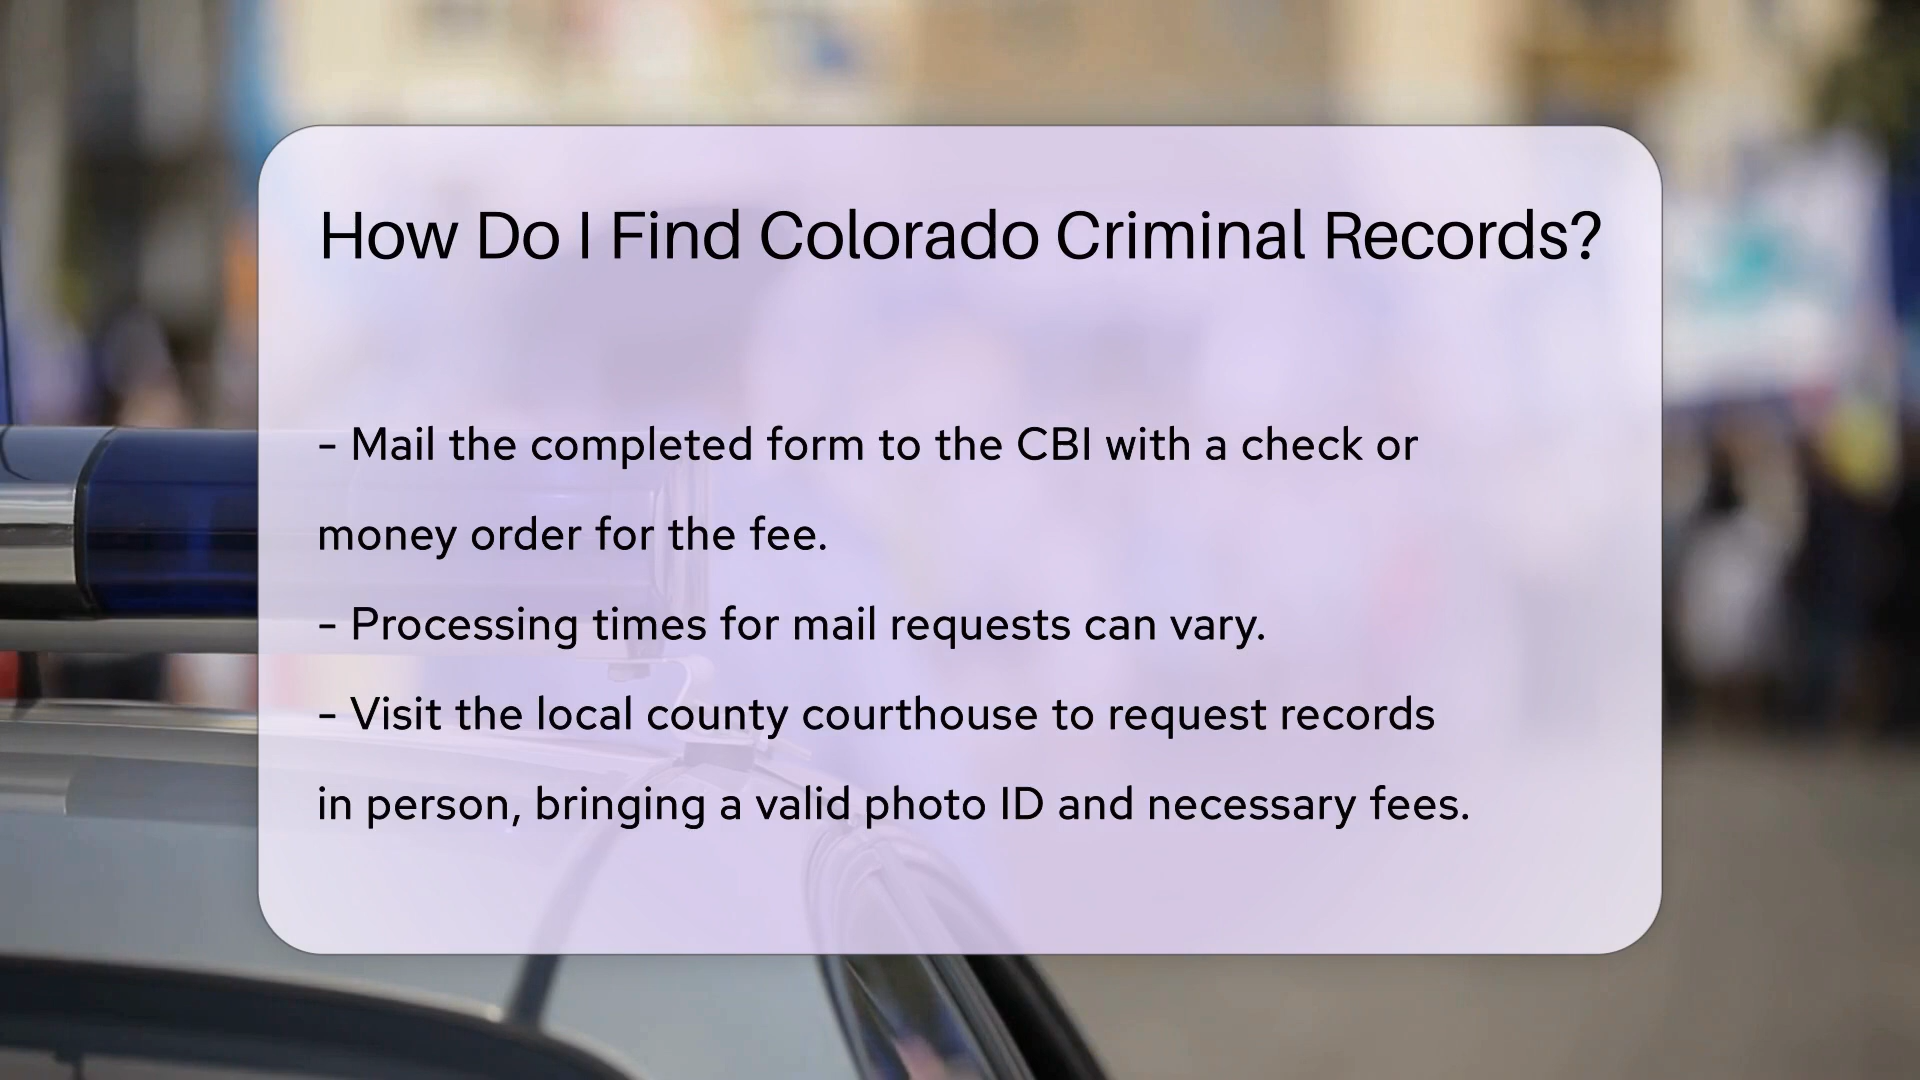 How Do I Find Colorado Criminal Records?
- Mail the completed form to the CBI with a check or
money order for the fee.
- Processing times for mail requests can vary.
- Visit the local county courthouse to request records
in person, bringing a valid photo ID and necessary fees.